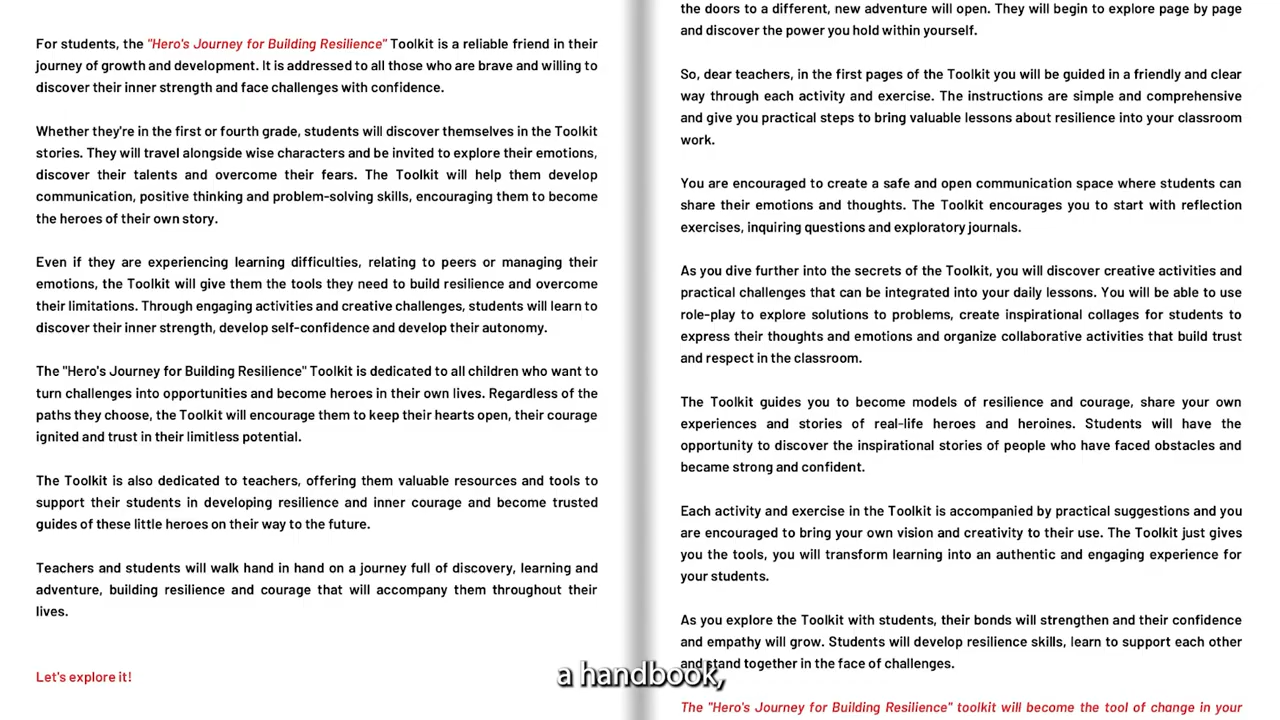 For students, the "Hero's Journey for Building Resilience" Toolkit is a reliable friend in their
journey of growth and development. It is addressed to all those who are brave and willing to
discover their inner strength and face challenges with confidence.
Whether they're in the first or fourth grade, students will discover themselves in the Toolkit
stories. They will travel alongside wise characters and be invited to explore their emotions,
discover their talents and overcome their fears. The Toolkit will help them develop
communication, positive thinking and problem-solving skills, encouraging them to become
the heroes of their own story.
Even if they are experiencing learning difficulties, relating to peers or managing their
emotions, the Toolkit will give them the tools they need to build resilience and overcome
their limitations. Through engaging activities and creative challenges, students will learn to
discover their inner strength, develop self-confidence and develop their autonomy.
The "Hero's Journey for Building Resilience" Toolkit is dedicated to all children who want to
turn challenges into opportunities and become heroes in their own lives. Regardless of the
paths they choose, the Toolkit will encourage them to keep their hearts open, their courage
ignited and trust in their limitless potential.
The Toolkit is also dedicated to teachers, offering them valuable resources and tools to
support their students in developing resilience and inner courage and become trusted
guides of these little heroes on their way to the future.
Teachers and students will walk hand in hand on a journey full of discovery, learning and
adventure, building resilience and courage that will accompany them throughout their
lives.
Let's explore it!
the doors to a different, new adventure will open. They will begin to explore page by page
and discover the power you hold within yourself.
So, dear teachers, in the first pages of the Toolkit you will be guided in a friendly and clear
way through each activity and exercise. The instructions are simple and comprehensive
and give you practical steps to bring valuable lessons about resilience into your classroom
work.
You are encouraged to create a safe and open communication space where students can
share their emotions and thoughts. The Toolkit encourages you to start with reflection
exercises, inquiring questions and exploratory journals.
As you dive further into the secrets of the Toolkit, you will discover creative activities and
practical challenges that can be integrated into your daily lessons. You will be able to use
role-play to explore solutions to problems, create inspirational collages for students to
express their thoughts and emotions and organize collaborative activities that build trust
and respect in the classroom.
The Toolkit guides you to become models of resilience and courage, share your own
experiences and stories of real-life heroes and heroines. Students will have the
opportunity to discover the inspirational stories of people who have faced obstacles and
became strong and confident.
Each activity and exercise in the Toolkit is accompanied by practical suggestions and you
are encouraged to bring your own vision and creativity to their use. The Toolkit just gives
you the tools, you will transform learning into an authentic and engaging experience for
your students.
As you explore the Toolkit with students, their bonds will strengthen and their confidence
and empathy will grow. Students will develop resilience skills, learn to support each other
and stand together in the face of challenges.
The "Hero's Journey for Building Resilience" toolkit will become the tool of change in your
a handbook,